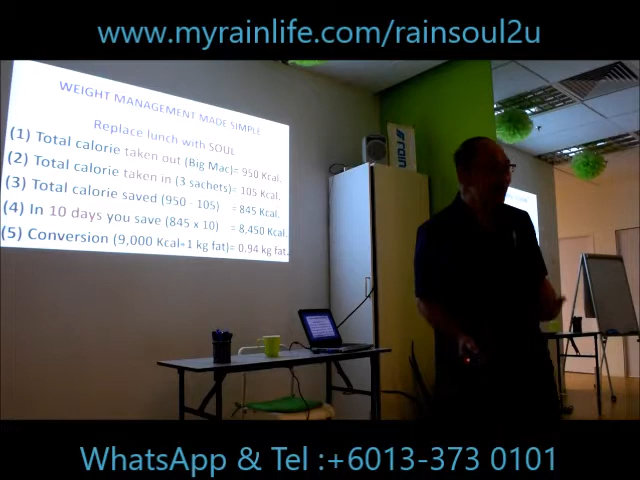 www.myrainlife.com/rainsoul2u
WEIGHT MANAGEMENT MADE SIMPLE
Replace lunch with SOUL
(1) Total calorie taken out (Big Mac)= 950 Kcal.
(2) Total calorie taken in (3 sachets)= 105 Kcal.
(3) Total calorie saved (950 - 105) = 845 Kcal.
(4) In 10 days you save (845 x 10) = 8,450 Kcal.
(5) Conversion (9,000 Kcal=1 kg fat)= 0.94 kg fat.
rain
WhatsApp & Tel :+6013-373 0101